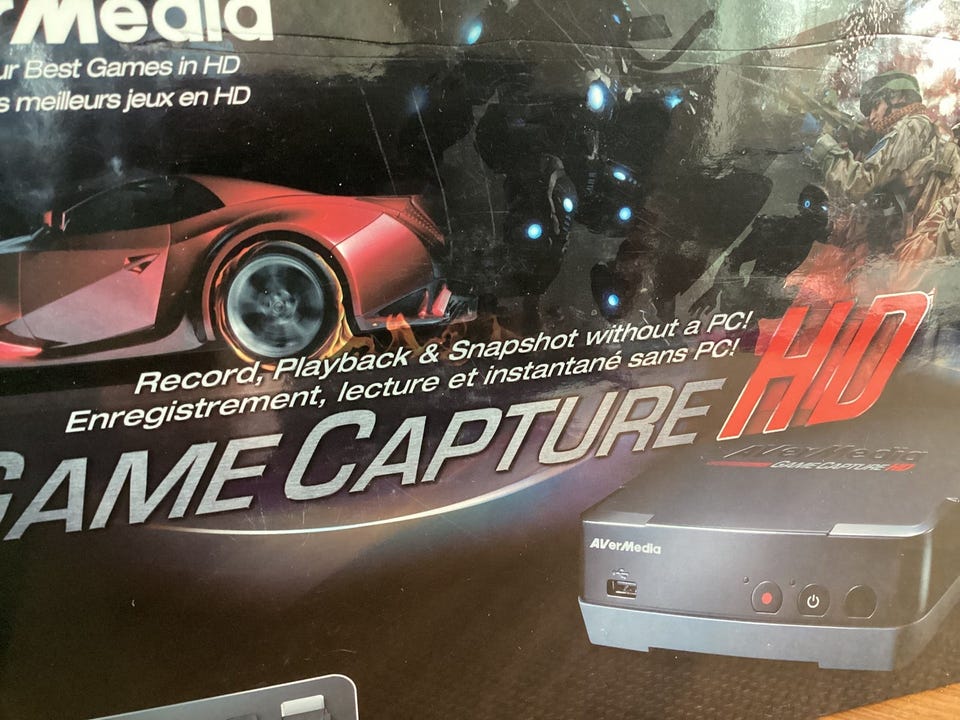 rMedia
ur Best Games in HD
s meilleurs jeux en HD
Record, Playback & Snapshot without a PC!
Enregistrement, lecture et instantané sans PC!
GAME CAPTURE HD
AVerMedia
GAME CAPTURE HD
AVerMedia